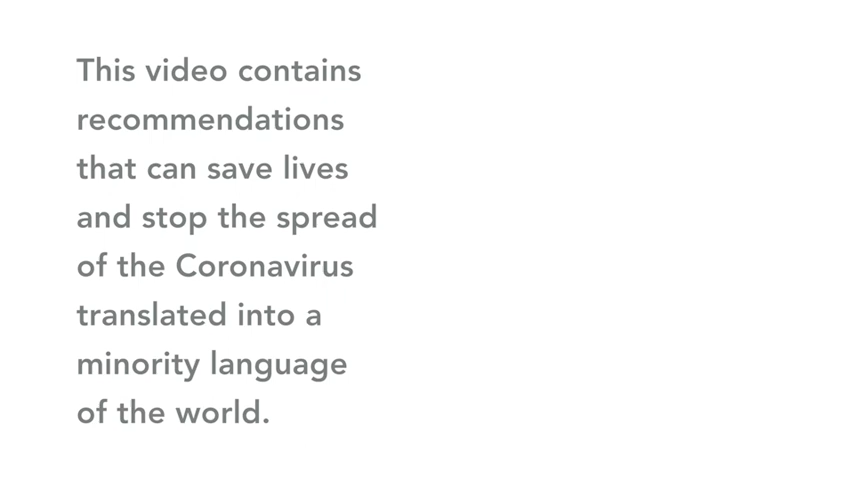 This video contains
recommendations
that can save lives
and stop the spread
of the Coronavirus
translated into a
minority language
of the world.